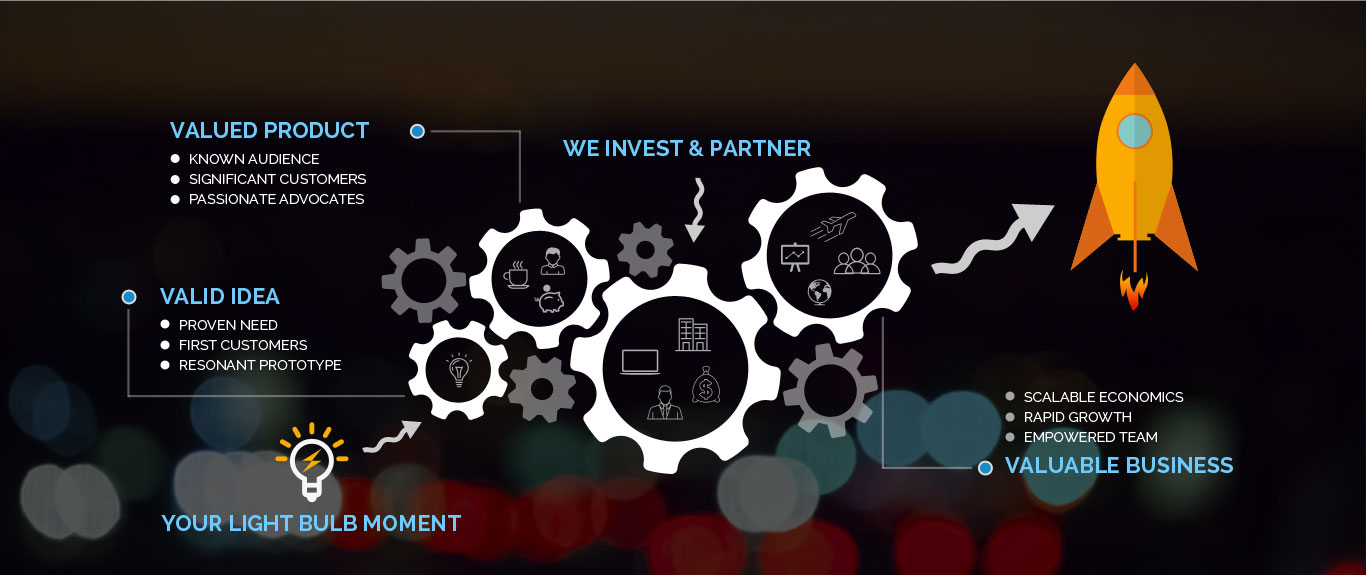 VALUED PRODUCT
KNOWN AUDIENCE
SIGNIFICANT CUSTOMERS
PASSIONATE ADVOCATES
WE INVEST & PARTNER
VALID IDEA
PROVEN NEED
FIRST CUSTOMERS
RESONANT PROTOTYPE
$
SCALABLE ECONOMICS
RAPID GROWTH
EMPOWERED TEAM
VALUABLE BUSINESS
YOUR LIGHT BULB MOMENT